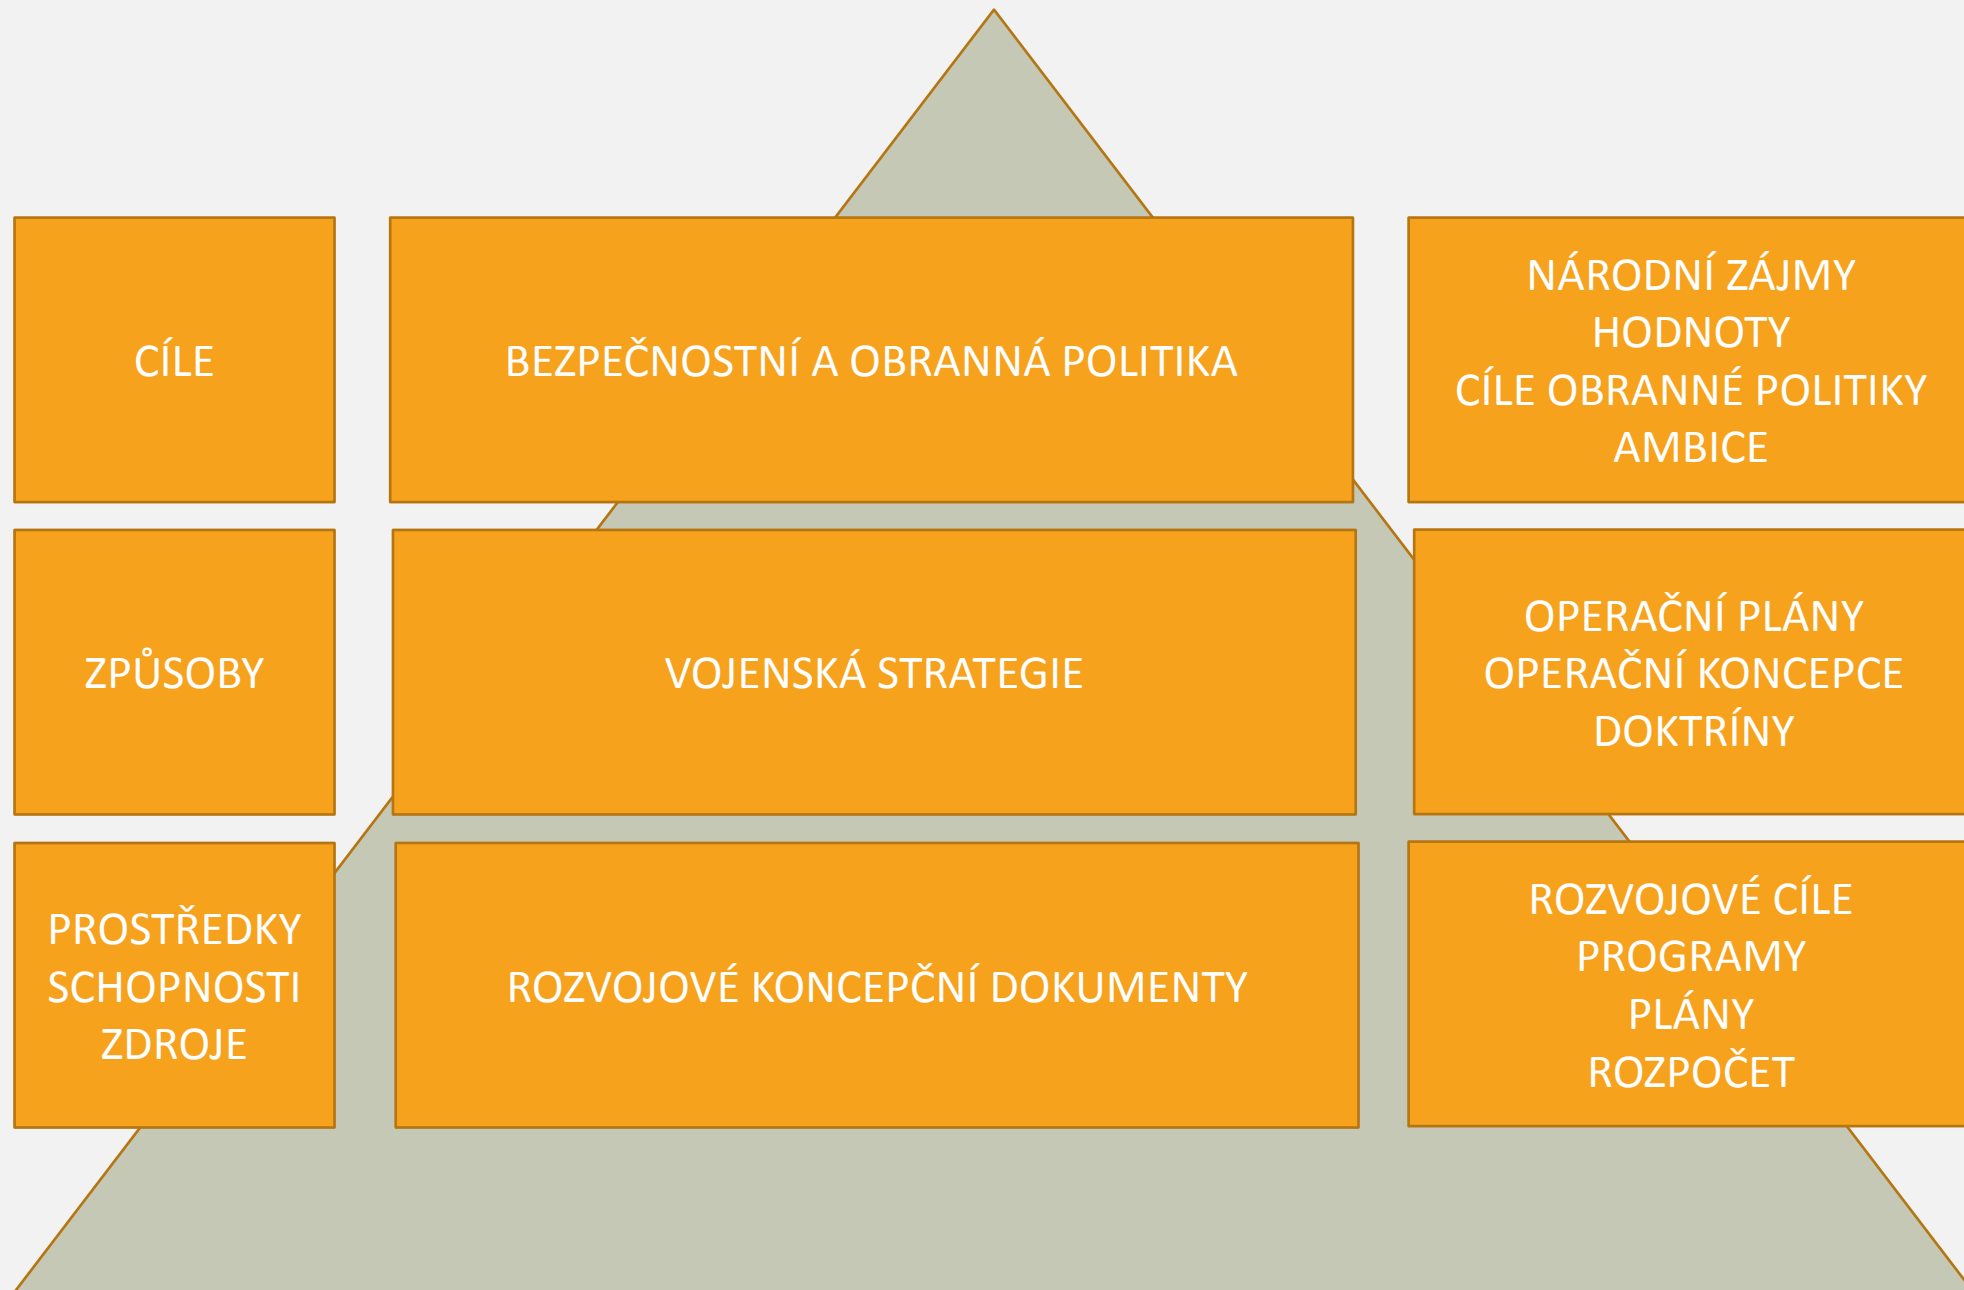 CÍLE
BEZPEČNOSTNÍ A OBRANNÁ POLITIKA
NÁRODNÍ ZÁJMY
HODNOTY
CÍLE OBRANNÉ POLITIKY
AMBICE
ZPŮSOBY
VOJENSKÁ STRATEGIE
OPERAČNÍ PLÁNY
OPERAČNÍ KONCEPCE
DOKTRÍNY
PROSTŘEDKY
SCHOPNOSTI
ZDROJE
ROZVOJOVÉ KONCEPČNÍ DOKUMENTY
ROZVOJOVÉ CÍLE
PROGRAMY
PLÁNY
ROZPOČET